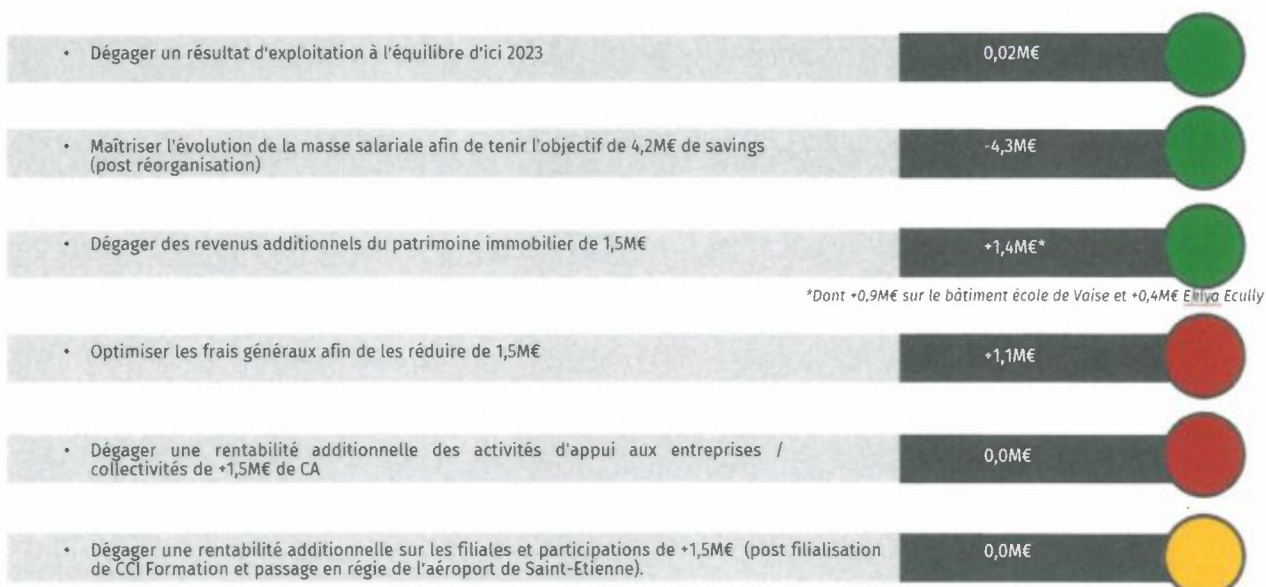 • Dégager un résultat d'exploitation à l'équilibre d'ici 2023
0,02M€
• Maîtriser l'évolution de la masse salariale afin de tenir l'objectif de 4,2M€ de savings
(post réorganisation)
-4,3M€
• Dégager des revenus additionnels du patrimoine immobilier de 1,5M€
+1,4M€*
*Dont +0,9M€ sur le bâtiment école de Vaise et +0,4M€ Ecully
• Optimiser les frais généraux afin de les réduire de 1,5M€
+1,1M€
• Dégager une rentabilité additionnelle des activités d'appui aux entreprises /
collectivités de +1,5M€ de CA
0,0M€
• Dégager une rentabilité additionnelle sur les filiales et participations de +1,5M€ (post filialisation
de CCI Formation et passage en régie de l'aéroport de Saint-Etienne).
0,0M€